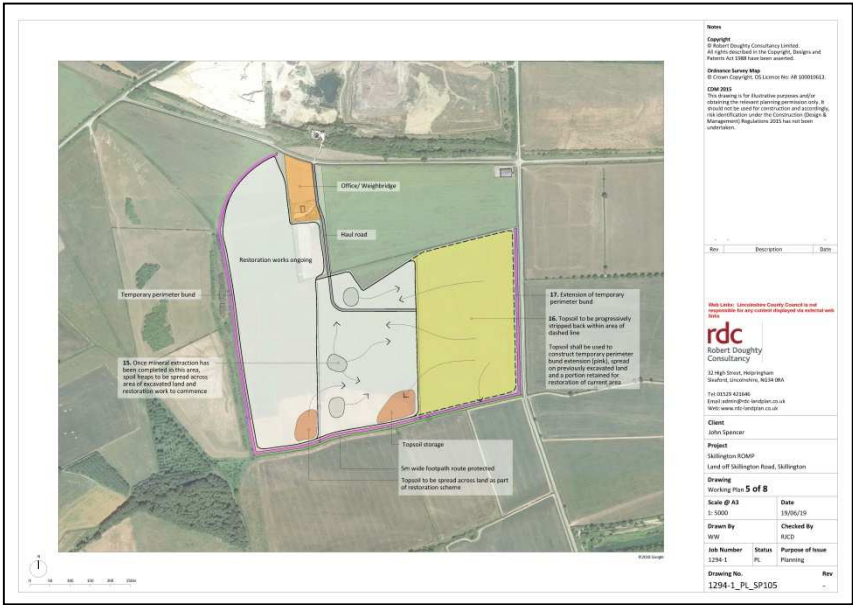 Office/ Weighbridge
Haul road
Restoration works ongoing
Temporary perimeter bund
15. Once mineral extraction has
been completed in this area,
spoil heaps to be spread across
area of excavated land and
restoration work to commence
17. Extension of temporary
perimeter bund
16. Topsoil to be progressively
stripped back within area of
dashed line
Topsoil shall be used to
construct temporary perimeter
bund extension (pink), spread
on previously excavated land
and a portion retained for
restoration of current area
Topsoil storage
5m wide footpath route protected
Topsoil to be spread across land as part
of restoration scheme
N
Notes
Copyright
© Robert Doughty Consultancy Limited.
All rights described in the Copyright, Designs and
Patents Act 1988 have been asserted.
Ordnance Survey Map
© Crown Copyright. OS Licence No: AR 100010613.
CDM 2015
This drawing is for illustrative purposes and/or
obtaining the relevant planning permission only. It
should not be used for construction and accordingly,
risk identification under the Construction (Design &
Management) Regulations 2015 has not been
undertaken.
Rev Description Date
Web Links: Lincolnshire County Council is not
responsible for any content displayed via external web
links
rdc
Robert Doughty
Consultancy
32 High Street, Helpringham
Sleaford, Lincolnshire, NG34 0RA
Tel: 01529 421646
Email: admin@rdc-landplan.co.uk
Web: www.rdc-landplan.co.uk
Client
John Spencer
Project
Skillington ROMP
Land off Skillington Road, Skillington
Drawing
Working Plan 5 of 8
Scale @ A3 Date
1: 5000 19/06/19
Drawn By Checked By
WW RJCD
Job Number Status Purpose of Issue
1294-1 PL Planning
Drawing No. Rev
1294-1_PL_SP105 -